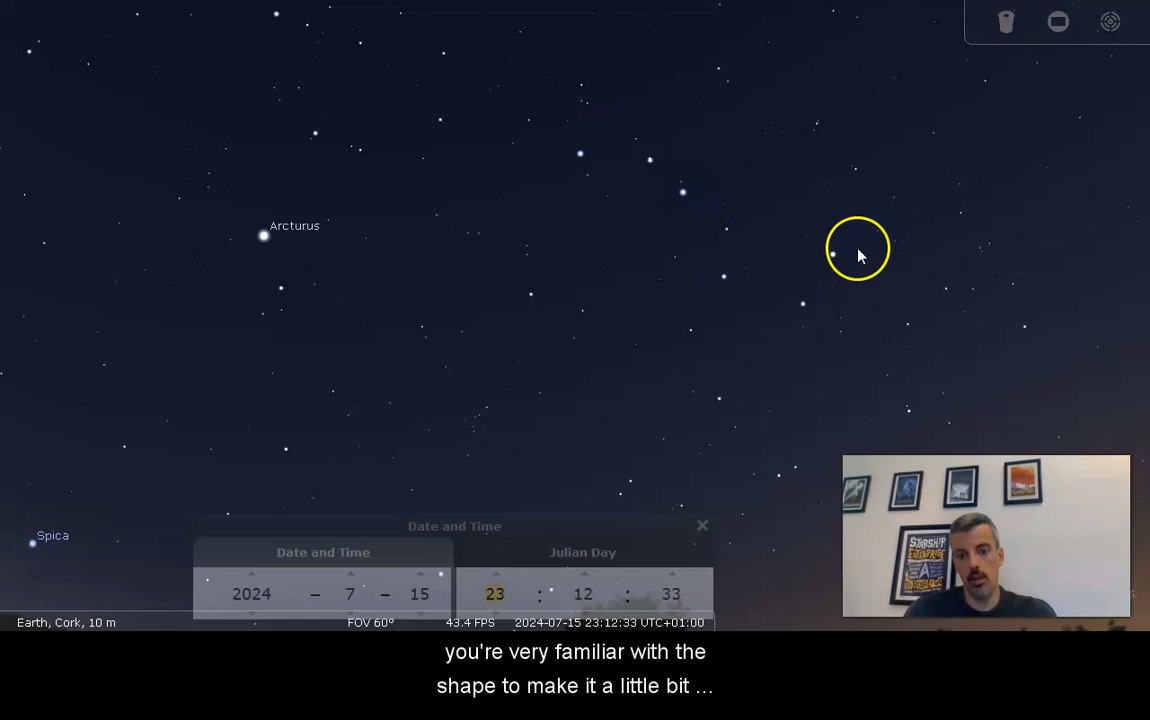 Arcturus
Spica
Date and Time
Date and Time
Julian Day
2024 – 7 – 15 23 : 12 : 33
Earth, Cork, 10 m FOV 60° 43.4 FPS 2024-07-15 23:12:33 UTC+01:00
STARSHIP
ENTERPRISE
you're very familiar with the
shape to make it a little bit ...